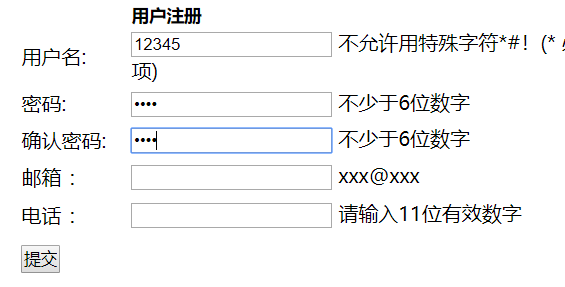 用户注册
用户名: 12345 不允许用特殊字符*#！(*
项)
密码: •••• 不少于6位数字
确认密码: •••• 不少于6位数字
邮箱： xxx@xxx
电话： 请输入11位有效数字
提交